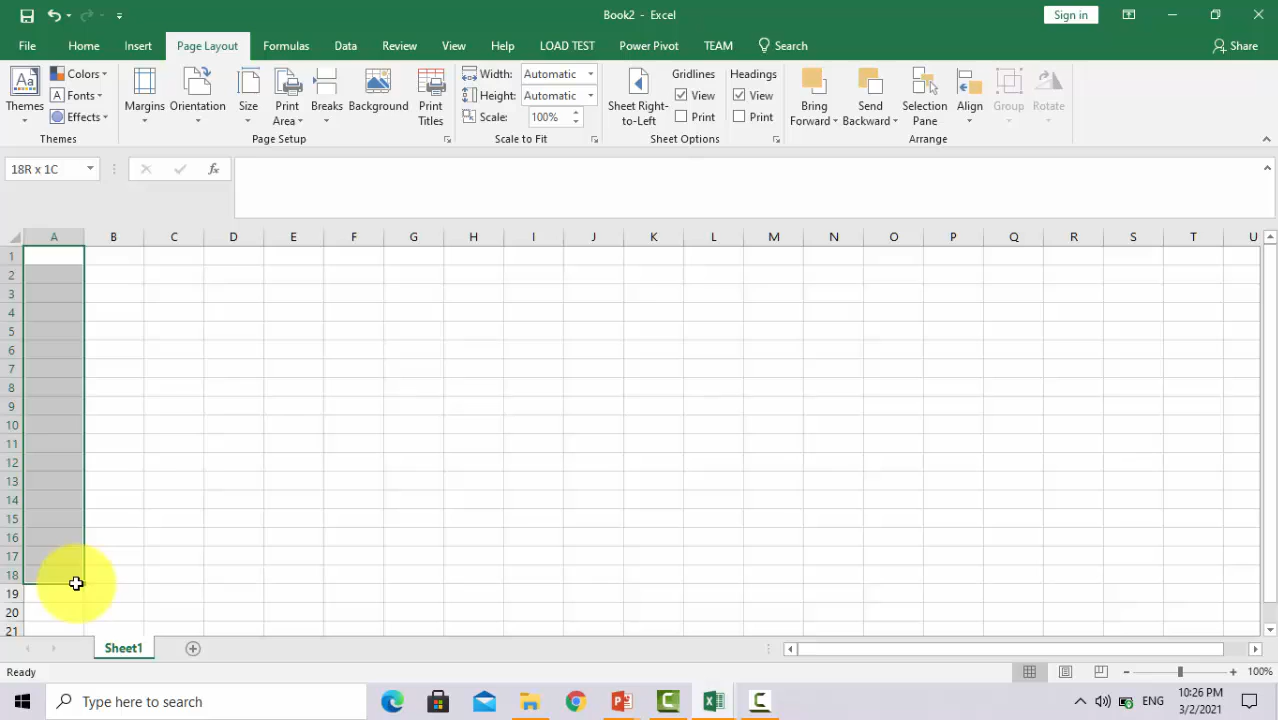 Book2 - Excel
Sign in
File Home Insert Page Layout Formulas Data Review View Help LOAD TEST Power Pivot TEAM Search Share
Themes
Colors
Fonts
Effects
Themes
Margins
Orientation
Size
Print Area
Breaks
Background
Print Titles
Page Setup
Width: Automatic
Height: Automatic
Scale: 100%
Scale to Fit
Sheet Right-to-Left
Gridlines
View
Print
Headings
View
Print
Sheet Options
Bring Forward
Send Backward
Selection Pane
Align
Group
Rotate
Arrange
18R x 1C
fx
A B C D E F G H I J K L M N O P Q R S T U
1
2
3
4
5
6
7
8
9
10
11
12
13
14
15
16
17
18
19
20
21
Sheet1
Ready
100%
Type here to search
ENG
10:26 PM
3/2/2021